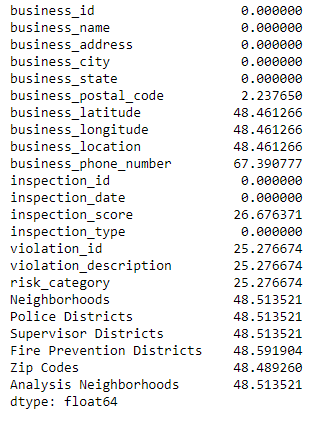 business_id 0.000000
business_name 0.000000
business_address 0.000000
business_city 0.000000
business_state 0.000000
business_postal_code 2.237650
business_latitude 48.461266
business_longitude 48.461266
business_location 48.461266
business_phone_number 67.390777
inspection_id 0.000000
inspection_date 0.000000
inspection_score 26.676371
inspection_type 0.000000
violation_id 25.276674
violation_description 25.276674
risk_category 25.276674
Neighborhoods 48.513521
Police Districts 48.513521
Supervisor Districts 48.513521
Fire Prevention Districts 48.591904
Zip Codes 48.489260
Analysis Neighborhoods 48.513521
dtype: float64